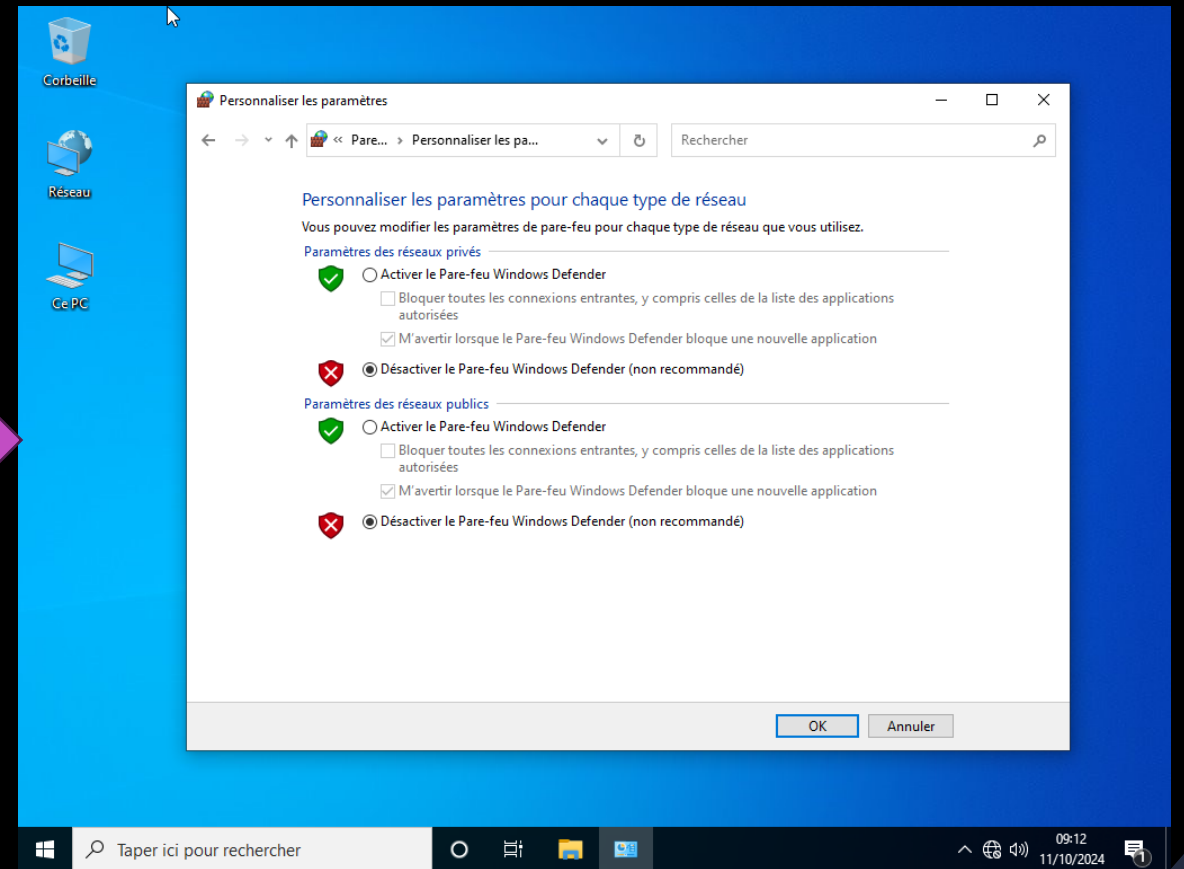 Corbeille
Réseau
Ce PC
Personnaliser les paramètres
« Pare... › Personnaliser les pa...
Rechercher
Personnaliser les paramètres pour chaque type de réseau
Vous pouvez modifier les paramètres de pare-feu pour chaque type de réseau que vous utilisez.
Paramètres des réseaux privés
Activer le Pare-feu Windows Defender
Bloquer toutes les connexions entrantes, y compris celles de la liste des applications
autorisées
M'avertir lorsque le Pare-feu Windows Defender bloque une nouvelle application
Désactiver le Pare-feu Windows Defender (non recommandé)
Paramètres des réseaux publics
Activer le Pare-feu Windows Defender
Bloquer toutes les connexions entrantes, y compris celles de la liste des applications
autorisées
M'avertir lorsque le Pare-feu Windows Defender bloque une nouvelle application
Désactiver le Pare-feu Windows Defender (non recommandé)
OK
Annuler
Taper ici pour rechercher
09:12
11/10/2024
1